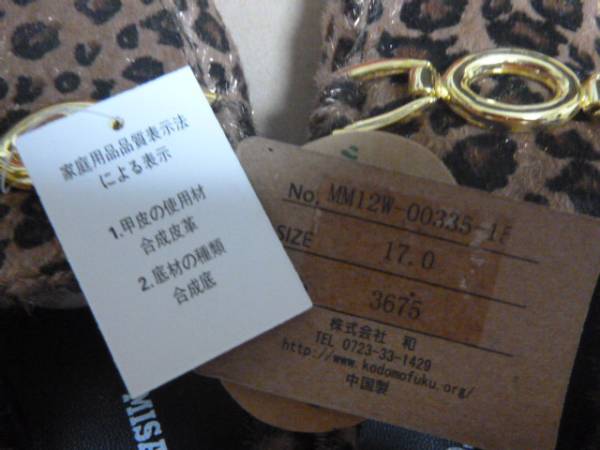 家庭用品品質表示法
による表示
1.甲皮の使用材
合成皮革
2.底材の種類
合成底
No. MM12W-00335-1
SIZE 17.0
3675
株式会社 和
TEL 0723-33-1429
http://www.kodomofuku.org/
中国製
MISA